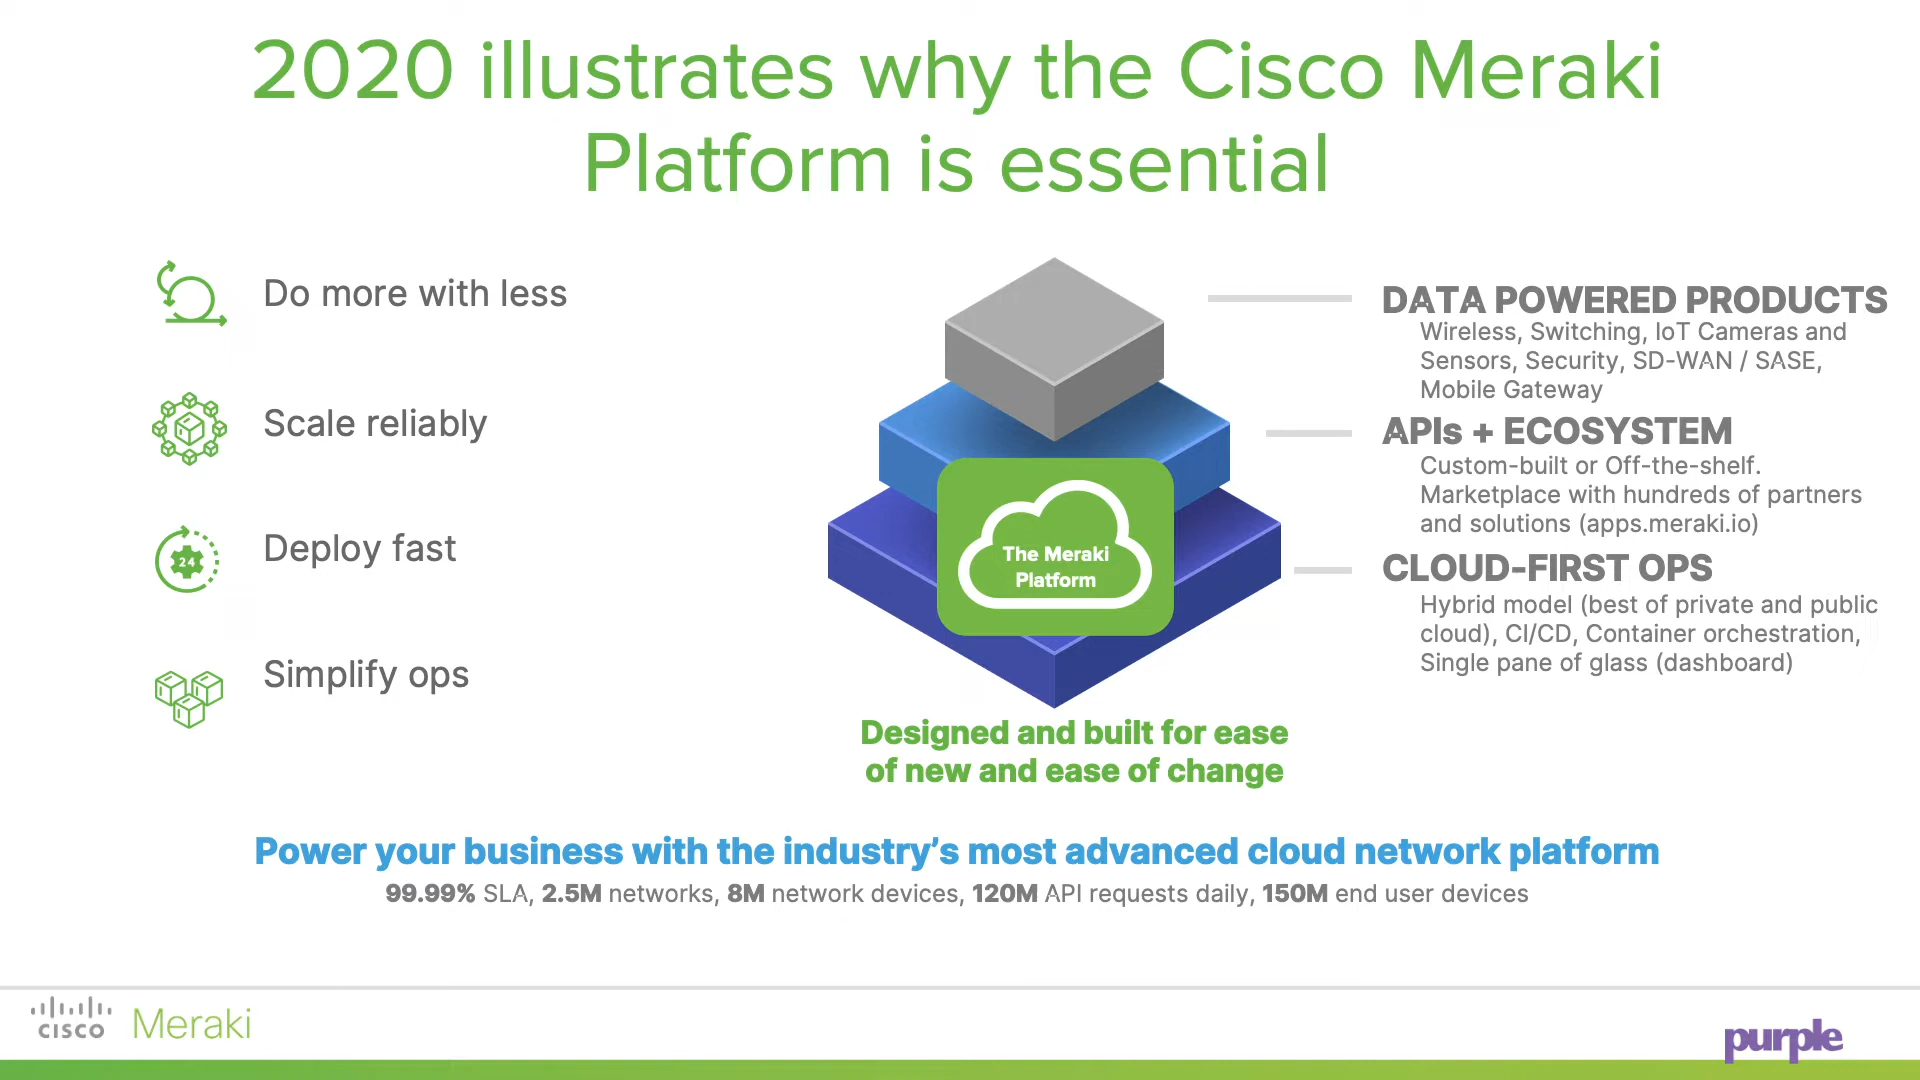 2020 illustrates why the Cisco Meraki
Platform is essential
Do more with less
Scale reliably
24
Deploy fast
Simplify ops
The Meraki
Platform
Designed and built for ease
of new and ease of change
DATA POWERED PRODUCTS
Wireless, Switching, IoT Cameras and
Sensors, Security, SD-WAN / SASE,
Mobile Gateway
APIs + ECOSYSTEM
Custom-built or Off-the-shelf.
Marketplace with hundreds of partners
and solutions (apps.meraki.io)
CLOUD-FIRST OPS
Hybrid model (best of private and public
cloud), CI/CD, Container orchestration,
Single pane of glass (dashboard)
Power your business with the industry’s most advanced cloud network platform
99.99% SLA, 2.5M networks, 8M network devices, 120M API requests daily, 150M end user devices
CISCO Meraki
purple